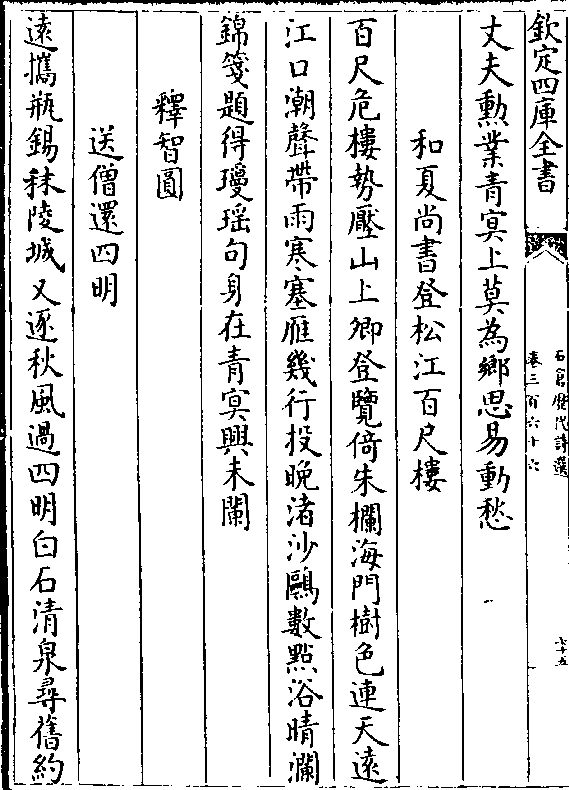 欽定四庫全書
石倉歷代詩選
卷三百六十六
七十五
丈夫勲業青冥上莫為鄉思易動愁
和夏尚書登松江百尺樓
百尺危樓勢壓山上卿登覽倚朱欄海門樹色連天遠
江口潮聲帶雨寒塞雁幾行投晚渚沙鷗數點浴晴瀾
錦箋題得瓊瑶句身在青冥興未闌
釋智圓
送僧還四明
遠攜瓶錫秣陵城又逐秋風過四明白石清泉尋舊約